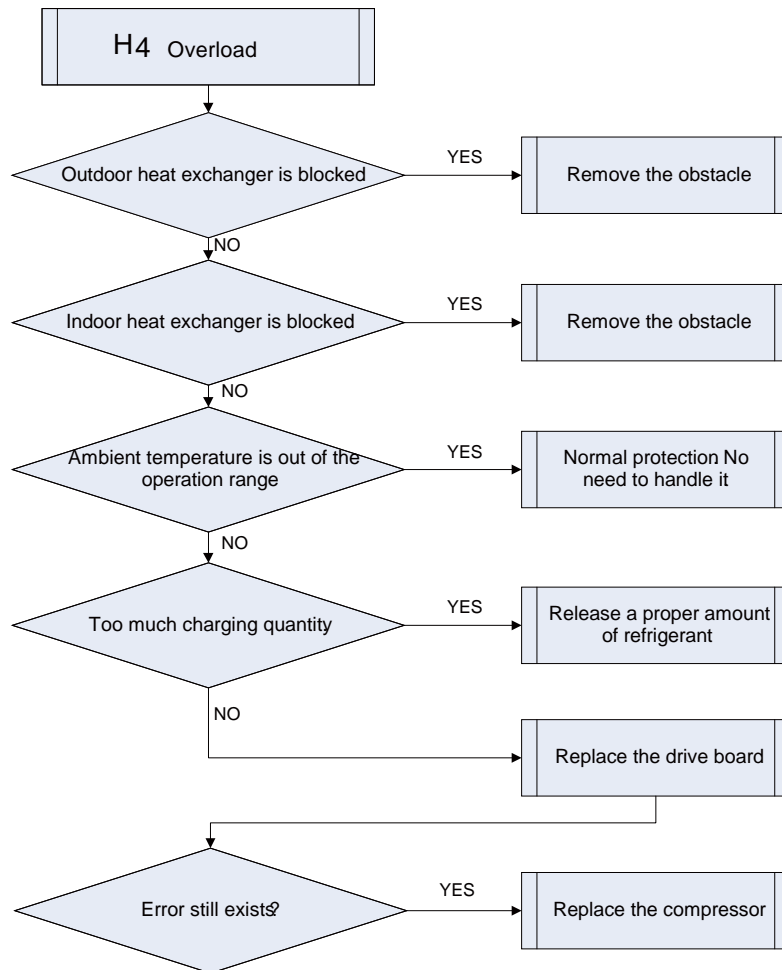 H4 Overload
Outdoor heat exchanger is blocked
YES
Remove the obstacle
NO
Indoor heat exchanger is blocked
YES
Remove the obstacle
NO
Ambient temperature is out of the
operation range
YES
Normal protection No
need to handle it
NO
Too much charging quantity
YES
Release a proper amount
of refrigerant
NO
Replace the drive board
Error still exists?
YES
Replace the compressor